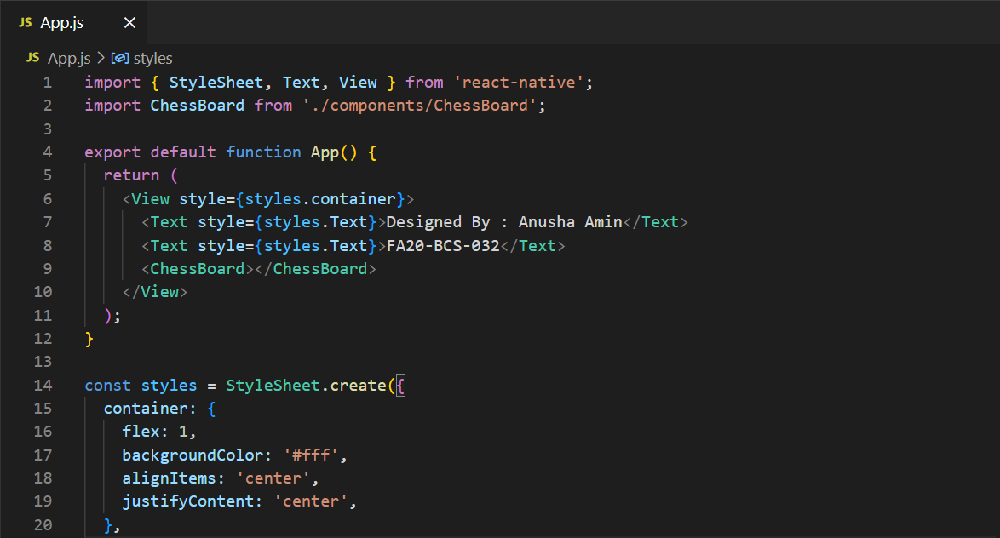 JS App.js ×
JS App.js > styles
1 import { StyleSheet, Text, View } from 'react-native';
2 import ChessBoard from './components/ChessBoard';
3
4 export default function App() {
5   return (
6     <View style={styles.container}>
7       <Text style={styles.Text}>Designed By : Anusha Amin</Text>
8       <Text style={styles.Text}>FA20-BCS-032</Text>
9       <ChessBoard></ChessBoard>
10     </View>
11   );
12 }
13
14 const styles = StyleSheet.create({
15   container: {
16     flex: 1,
17     backgroundColor: '#fff',
18     alignItems: 'center',
19     justifyContent: 'center',
20   },